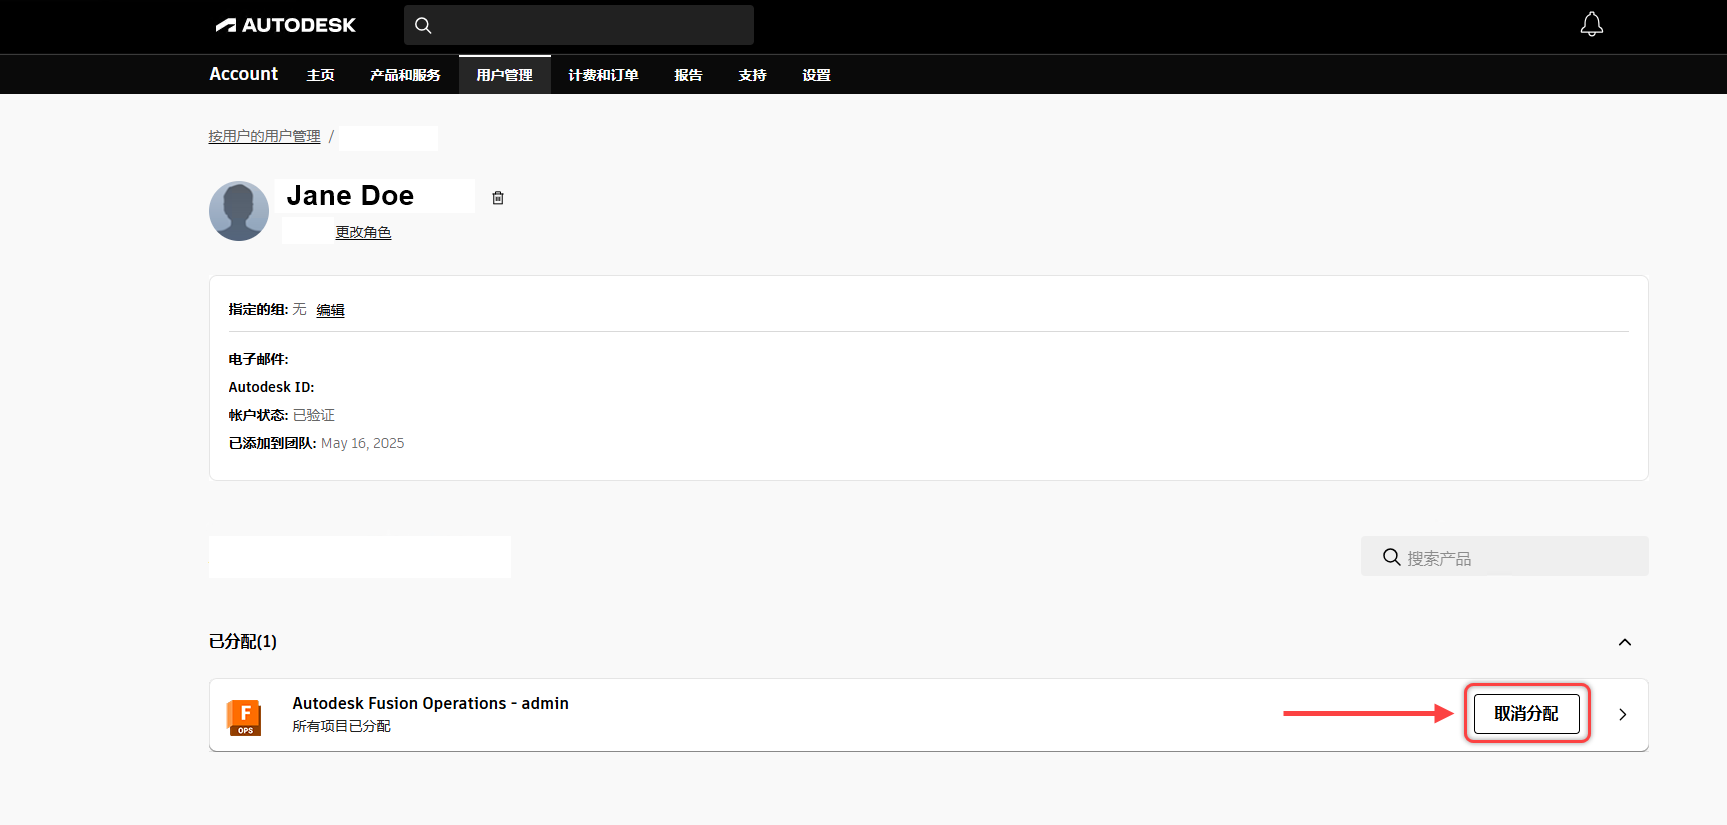 AUTODESK
Account 主页 产品和服务 用户管理 计费和订单 报告 支持 设置
按用户的用户管理 /
Jane Doe
更改角色
指定的组: 无 编辑
电子邮件:
Autodesk ID:
帐户状态: 已验证
已添加到团队: May 16, 2025
搜索产品
已分配(1)
F
OPS
Autodesk Fusion Operations - admin
所有项目已分配
取消分配